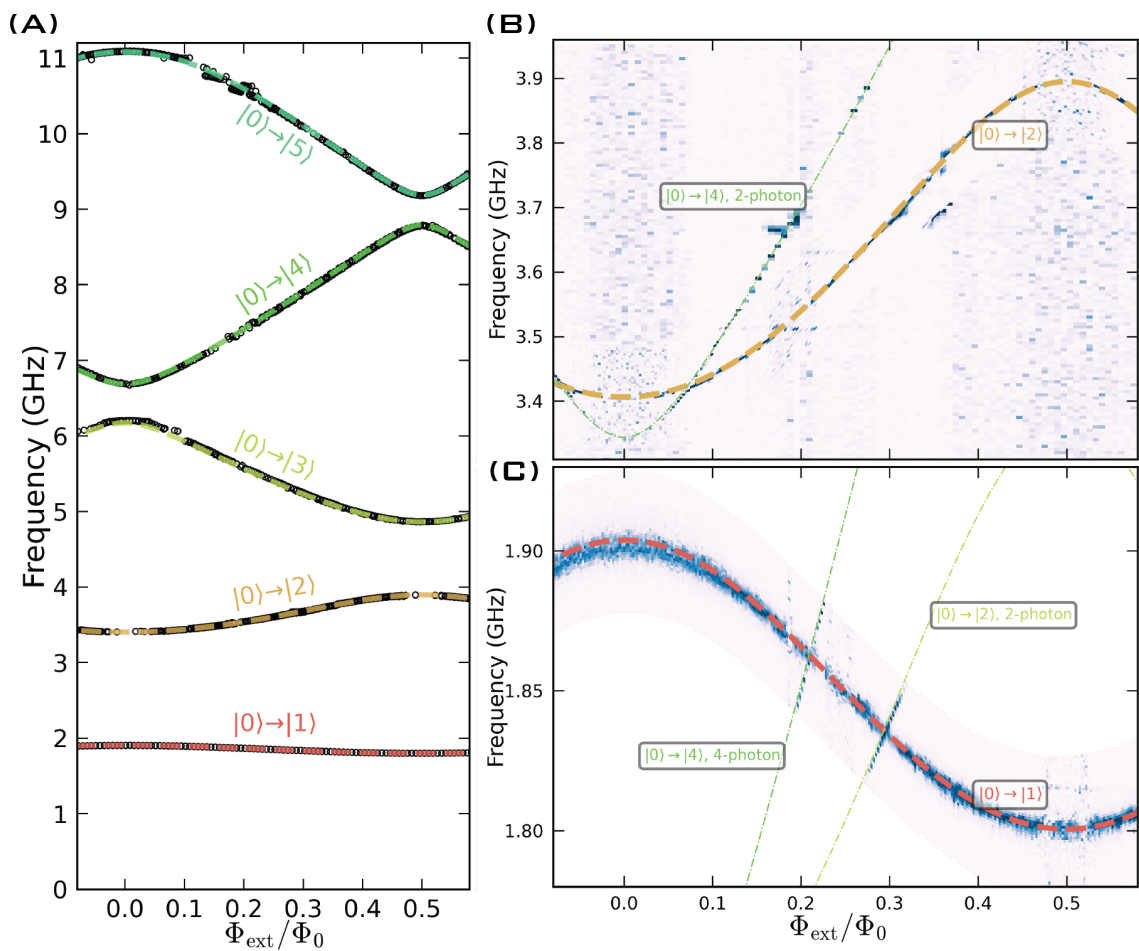 (A)
11
10
9
8
7
6
5
4
3
2
1
0
Frequency (GHz)
|0⟩→|5⟩
|0⟩→|4⟩
|0⟩→|3⟩
|0⟩→|2⟩
|0⟩→|1⟩
0.0 0.1 0.2 0.3 0.4 0.5
Φext/Φ0
(B)
3.9
3.8
3.7
3.6
3.5
3.4
Frequency (GHz)
|0⟩→|2⟩
|0⟩→|4⟩, 2-photon
(C)
1.90
1.85
1.80
Frequency (GHz)
|0⟩→|2⟩, 2-photon
|0⟩→|4⟩, 4-photon
|0⟩→|1⟩
0.0 0.1 0.2 0.3 0.4 0.5
Φext/Φ0